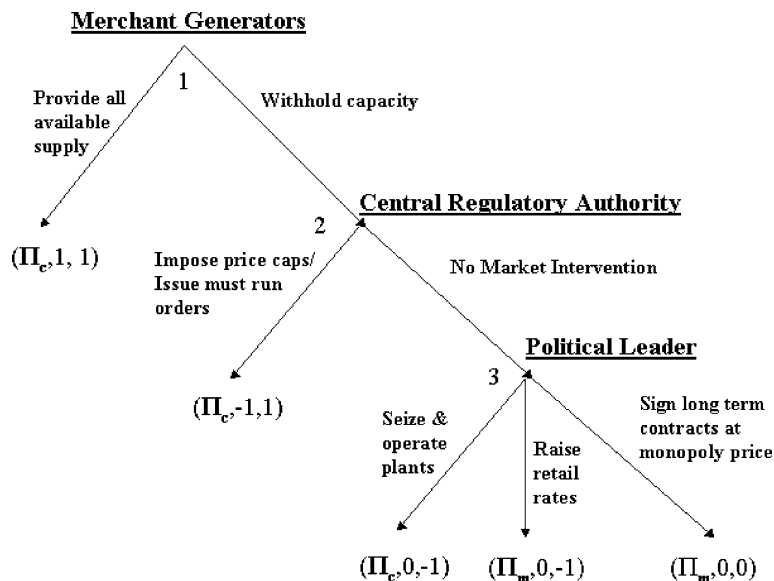 Merchant Generators
1
Provide all
available
supply
Withhold capacity
Central Regulatory Authority
2
(Πc,1, 1)
Impose price caps/
Issue must run
orders
No Market Intervention
Political Leader
3
(Πc,-1,1)
Seize &
operate
plants
Raise
retail
rates
Sign long term
contracts at
monopoly price
(Πc,0,-1)
(Πm,0,-1)
(Πm,0,0)